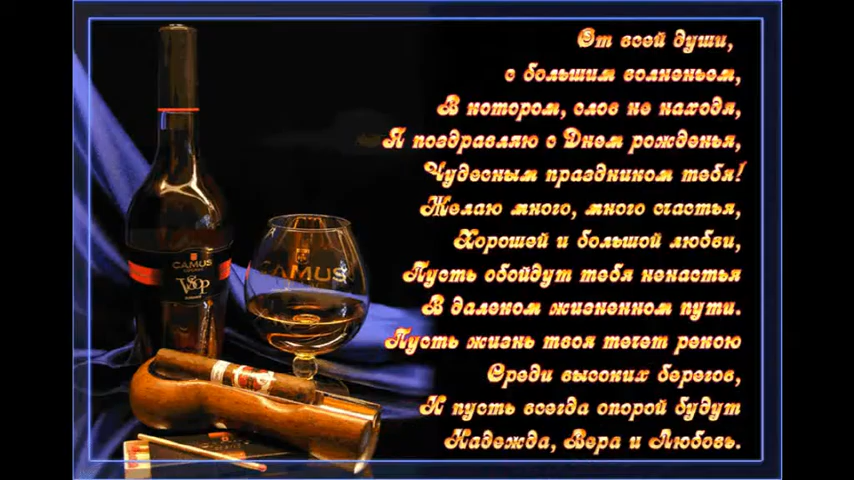 От всей души,
с большим волненьем,
В котором, слов не находя,
Я поздравляю с Днем рожденья,
Чудесным праздником тебя!
Желаю много, много счастья,
Хорошей и большой любви,
Пусть обойдут тебя ненастья
В далеком жизненном пути.
Пусть жизнь твоя течет рекою
Среди высоких берегов,
И пусть всегда опорой будут
Надежда, Вера и Любовь.
CAMUS
VSOP
CAMUS